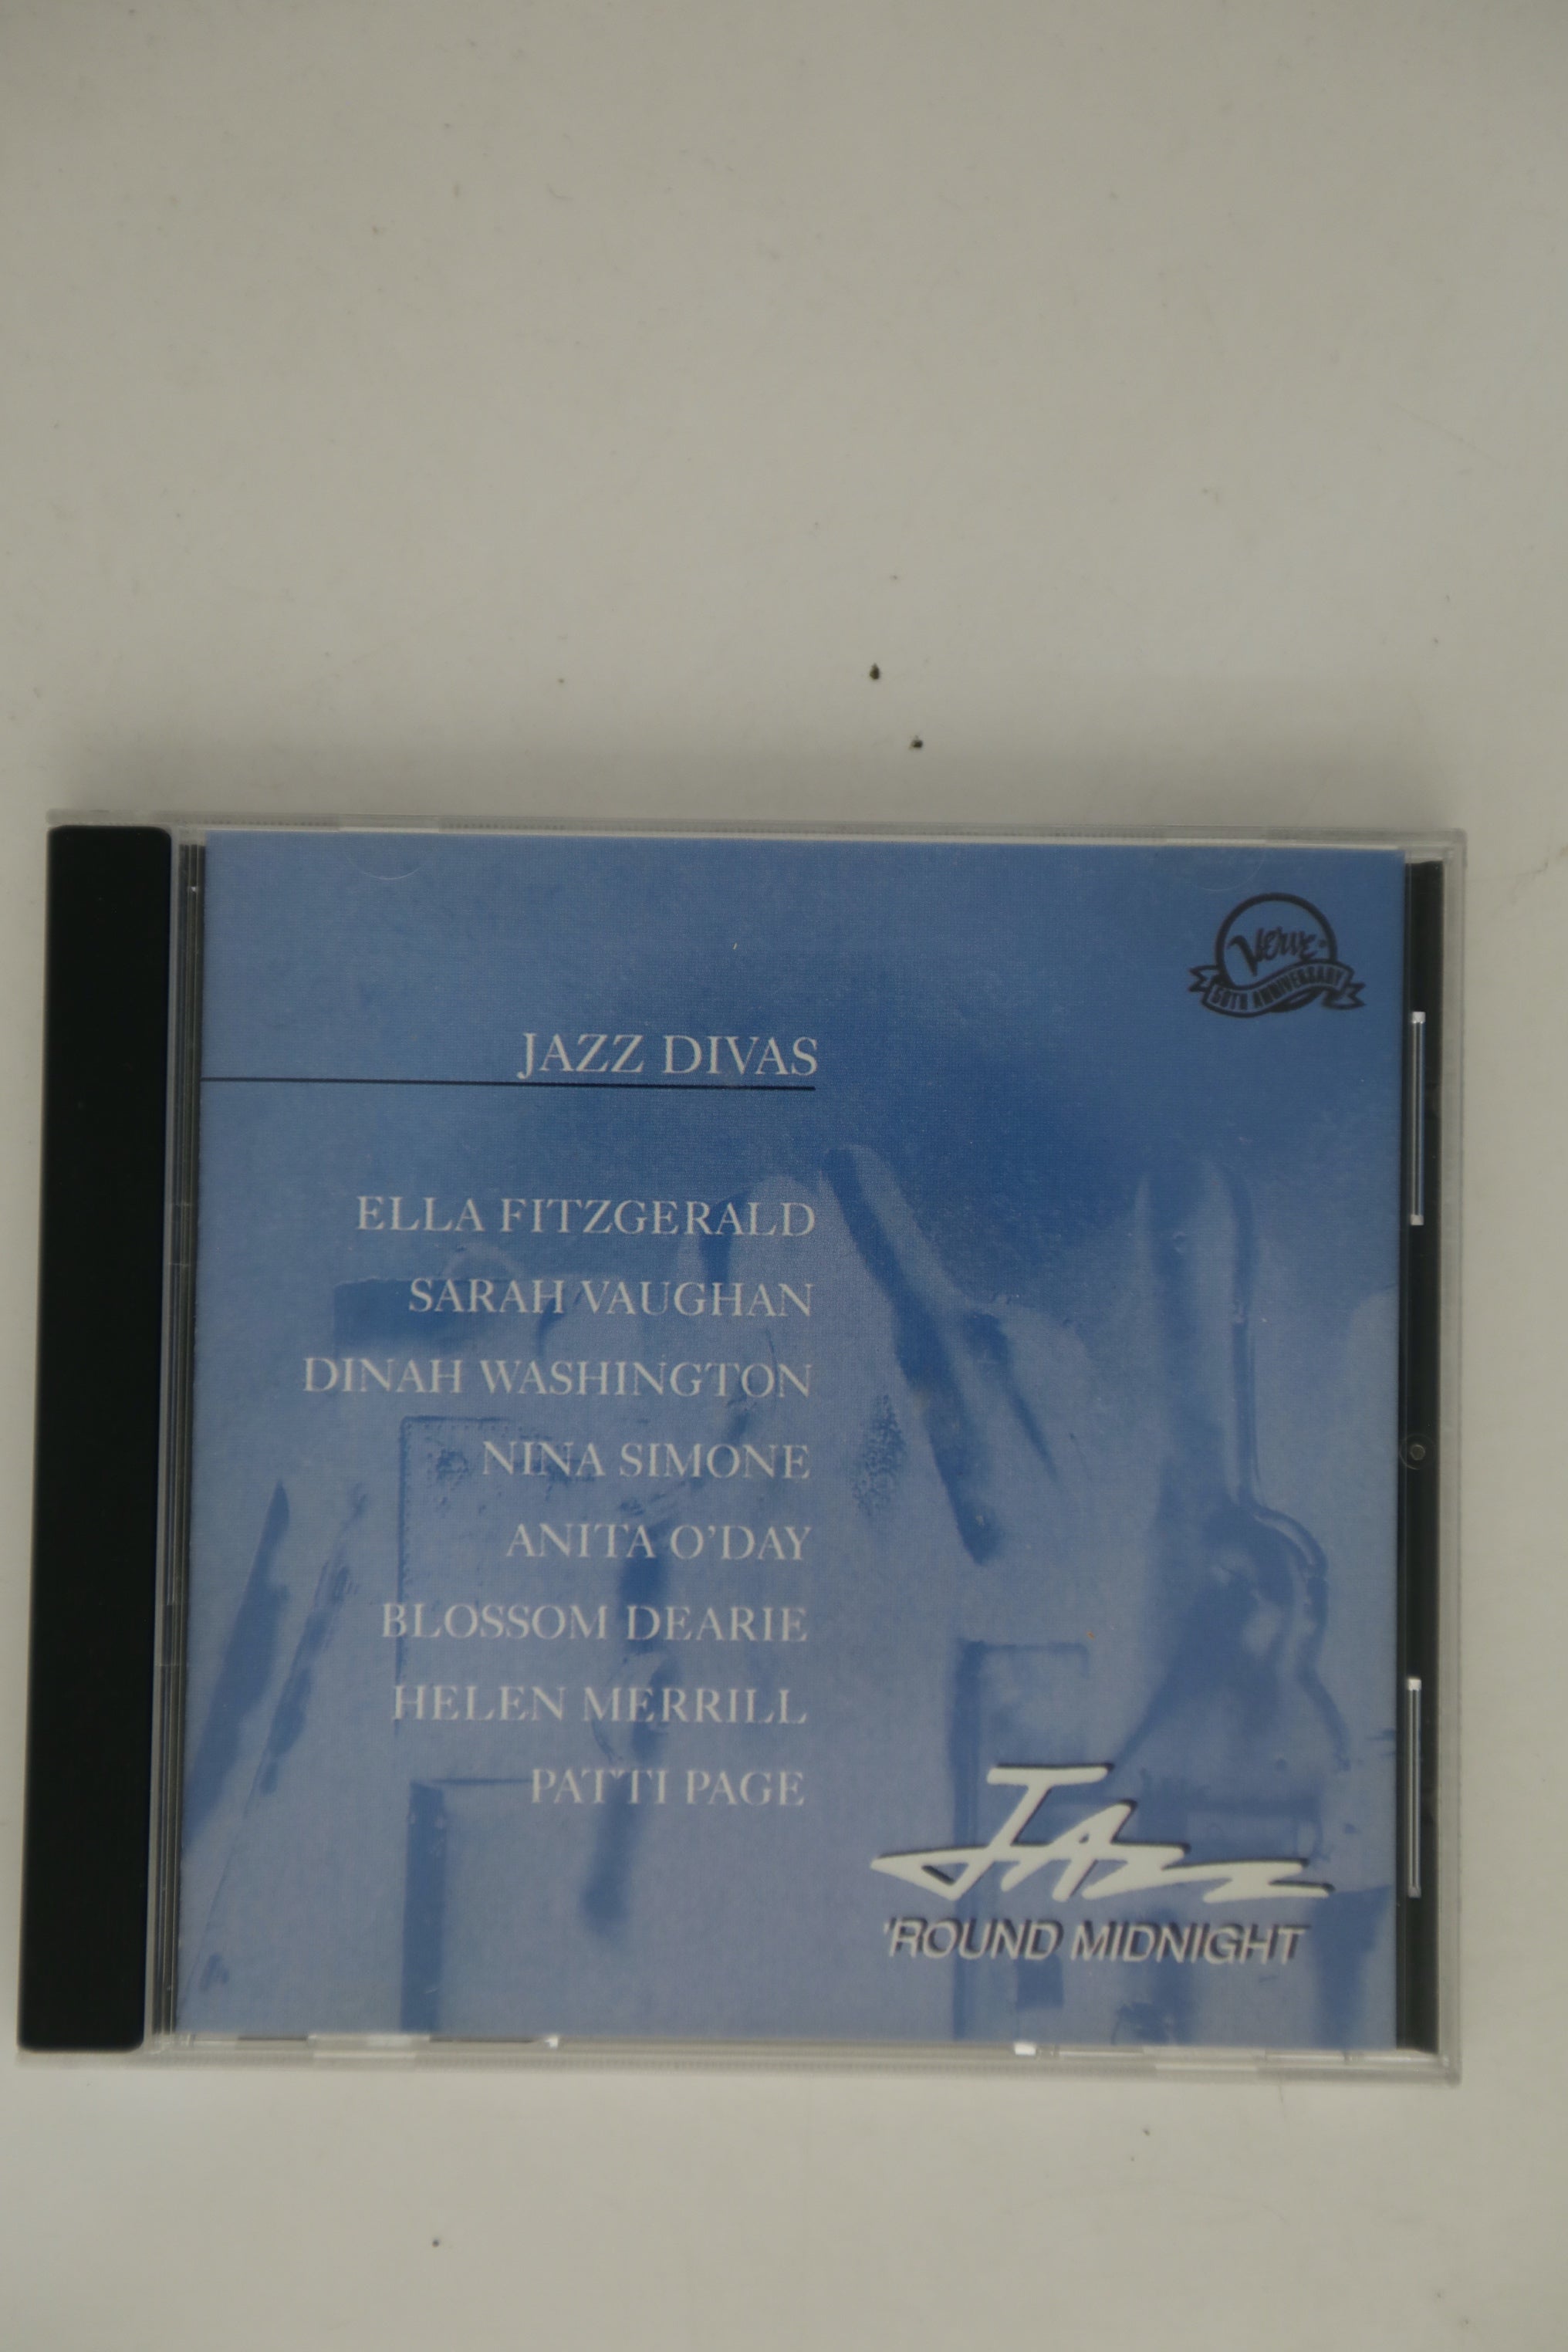 Verve
50TH ANNIVERSARY
JAZZ DIVAS
ELLA FITZGERALD
SARAH VAUGHAN
DINAH WASHINGTON
NINA SIMONE
ANITA O'DAY
BLOSSOM DEARIE
HELEN MERRILL
PATTI PAGE
JAzz
'ROUND MIDNIGHT